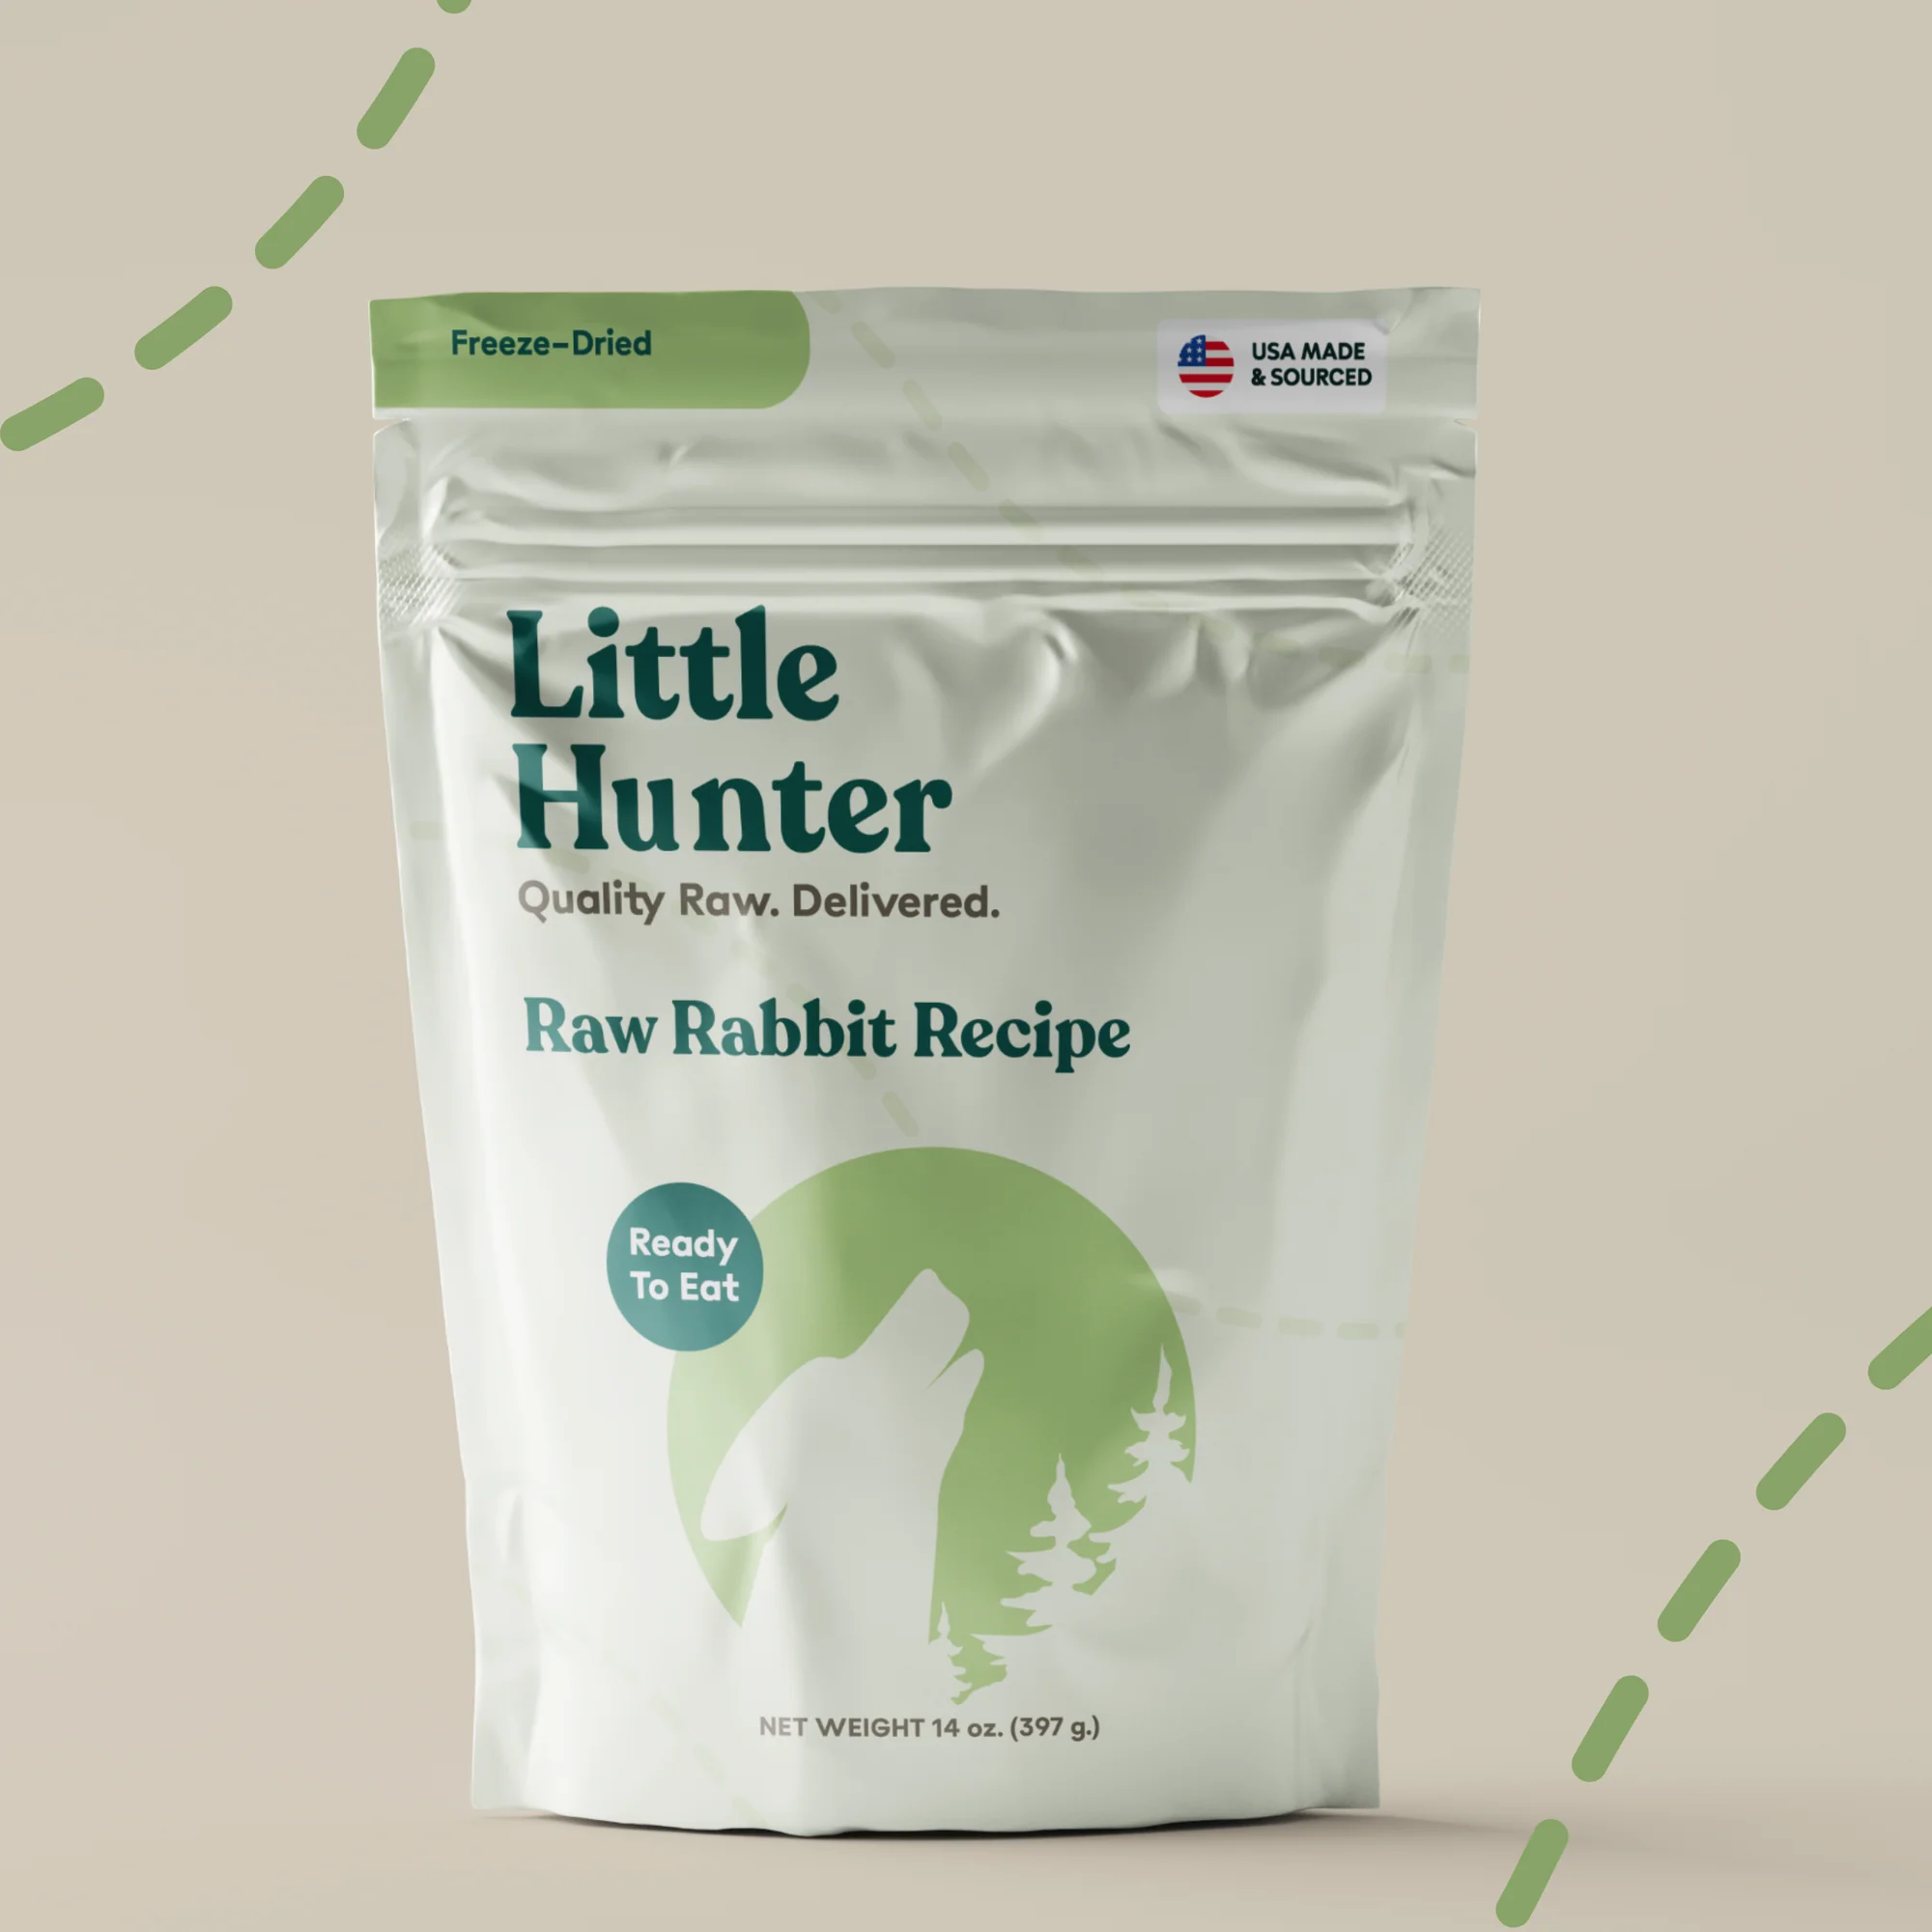 Freeze-Dried
USA MADE
& SOURCED
Little
Hunter
Quality Raw. Delivered.
Raw Rabbit Recipe
Ready
To Eat
NET WEIGHT 14 oz. (397 g.)